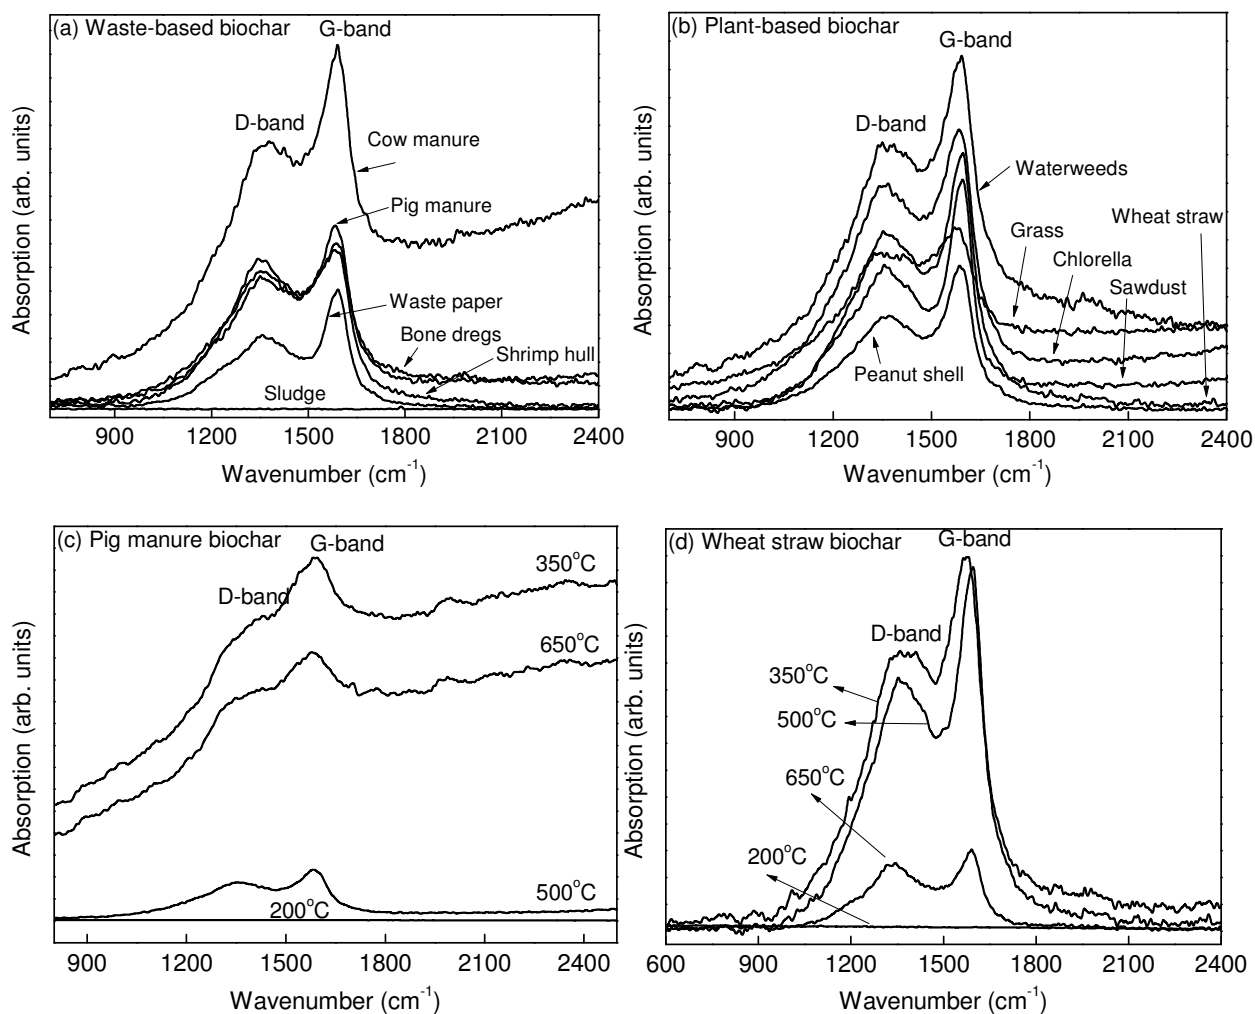 (a) Waste-based biochar
G-band
D-band
Cow manure
Pig manure
Waste paper
Bone dregs
Shrimp hull
Sludge
900 1200 1500 1800 2100 2400
Wavenumber (cm-1)
Absorption (arb. units)
(b) Plant-based biochar
G-band
D-band
Waterweeds
Wheat straw
Grass
Chlorella
Sawdust
Peanut shell
900 1200 1500 1800 2100 2400
Wavenumber (cm-1)
Absorption (arb. units)
(c) Pig manure biochar
G-band
350°C
D-band
650°C
500°C
200°C
900 1200 1500 1800 2100 2400
Wavenumber (cm-1)
Absorption (arb. units)
(d) Wheat straw biochar
G-band
D-band
350°C
500°C
650°C
200°C
600 900 1200 1500 1800 2100 2400
Wavenumber (cm-1)
Absorption (arb. units)